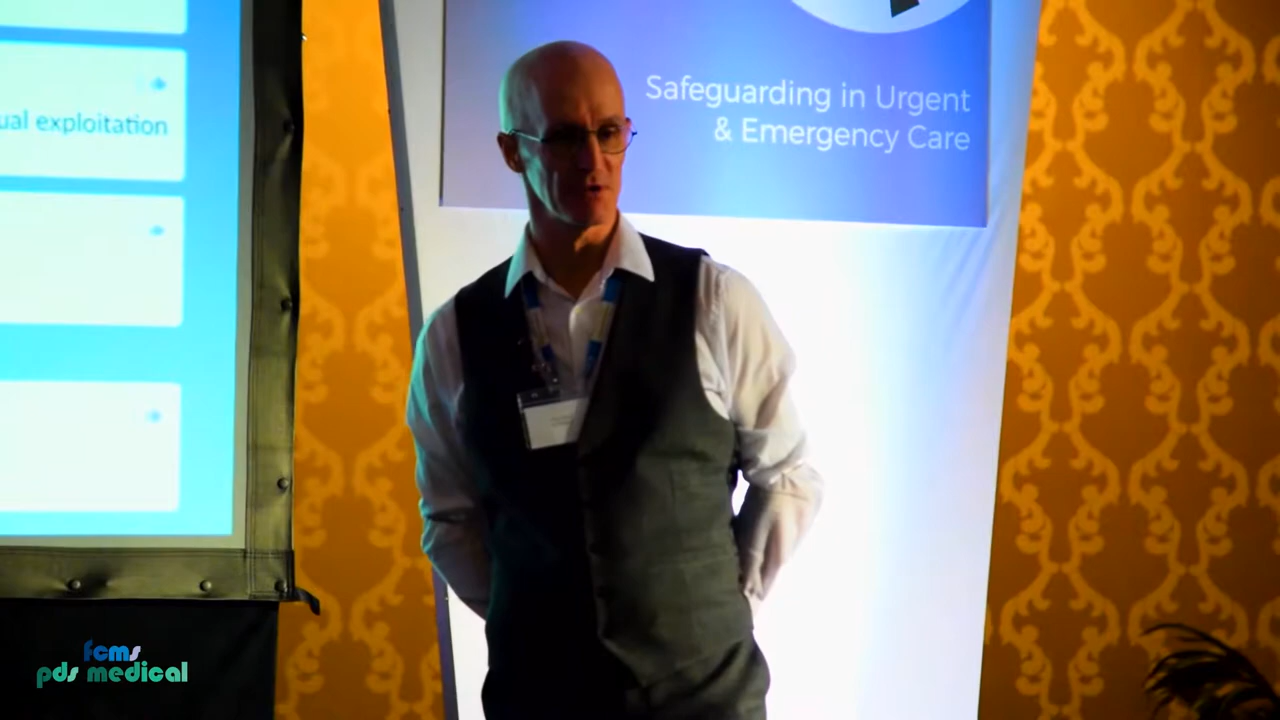 ual exploitation
Safeguarding in Urgent
& Emergency Care
fcms
pds medical